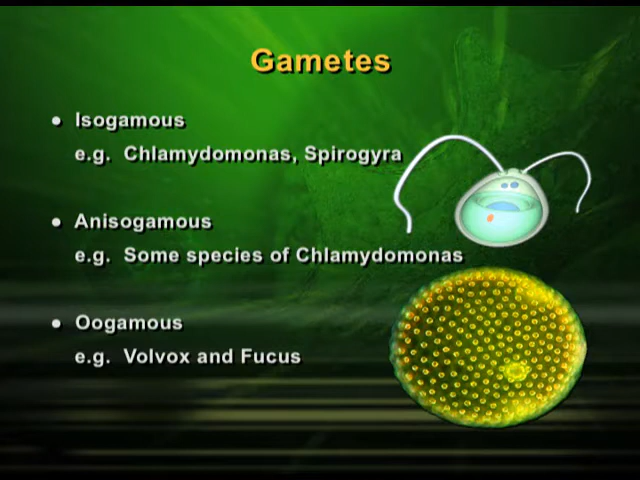 Gametes
• Isogamous
e.g. Chlamydomonas, Spirogyra
• Anisogamous
e.g. Some species of Chlamydomonas
• Oogamous
e.g. Volvox and Fucus